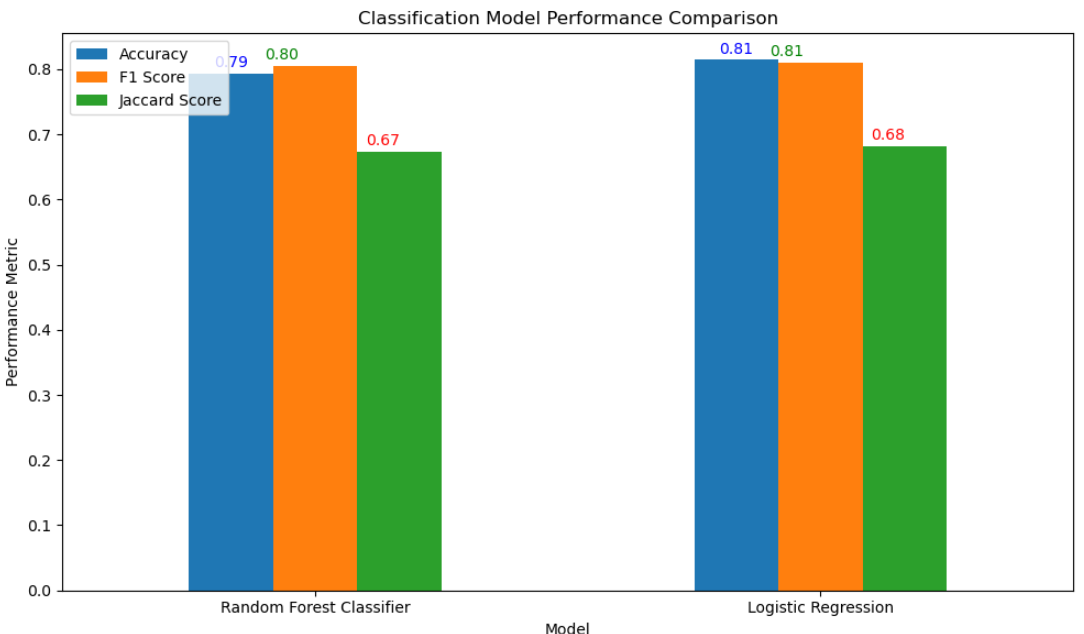 Classification Model Performance Comparison
Accuracy
F1 Score
Jaccard Score
0.79
0.80
0.67
0.81
0.81
0.68
Performance Metric
0.8
0.7
0.6
0.5
0.4
0.3
0.2
0.1
0.0
Random Forest Classifier
Logistic Regression
Model